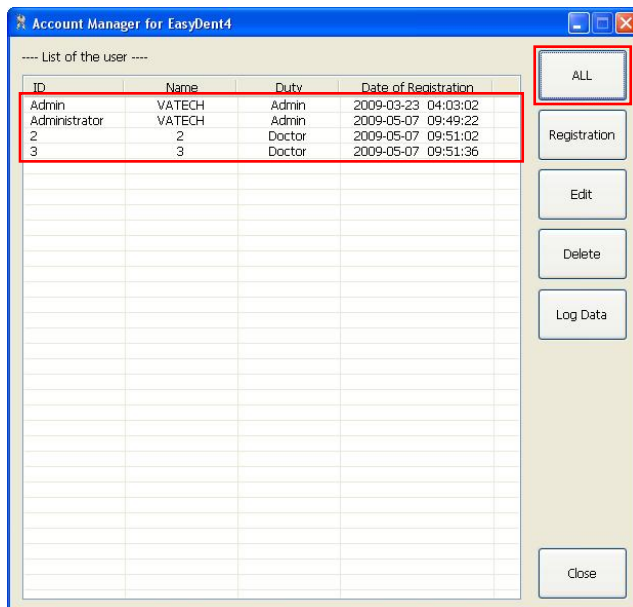 Account Manager for EasyDent4
---- List of the user ----
ID Name Duty Date of Registration
Admin VATECH Admin 2009-03-23 04:03:02
Administrator VATECH Admin 2009-05-07 09:49:22
2 2 Doctor 2009-05-07 09:51:02
3 3 Doctor 2009-05-07 09:51:36
ALL
Registration
Edit
Delete
Log Data
Close